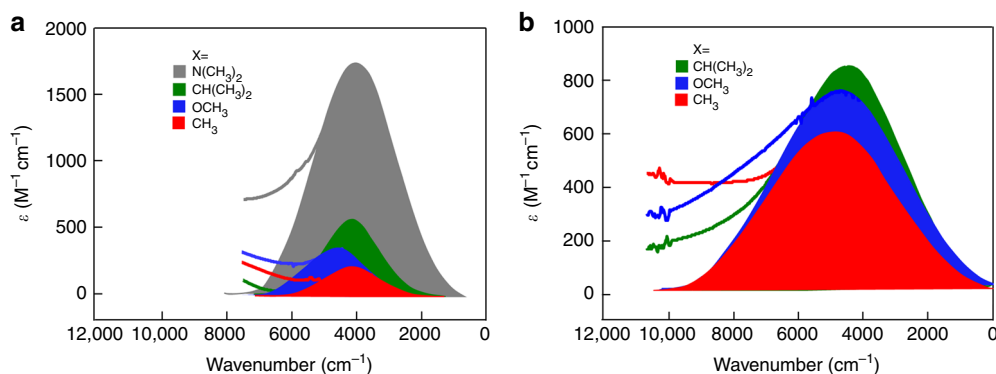 a
2000
1500
1000
500
0
ε (M⁻¹ cm⁻¹)
X=
N(CH₃)₂
CH(CH₃)₂
OCH₃
CH₃
12,000 10,000 8000 6000 4000 2000 0
Wavenumber (cm⁻¹)
b
1000
800
600
400
200
0
ε (M⁻¹ cm⁻¹)
X=
CH(CH₃)₂
OCH₃
CH₃
12,000 10,000 8000 6000 4000 2000 0
Wavenumber (cm⁻¹)